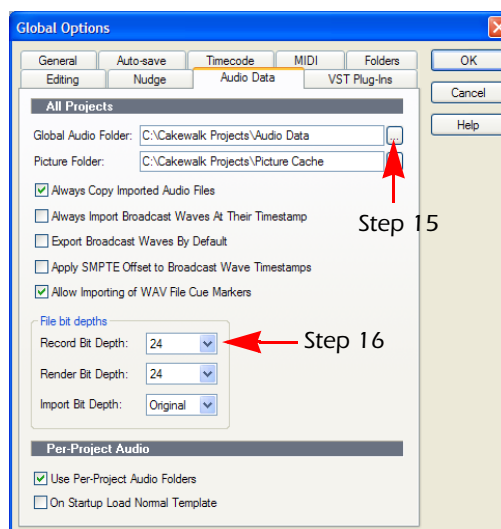 Global Options
General Auto-save Timecode MIDI Folders
Editing Nudge Audio Data VST Plug-Ins
OK
Cancel
Help
All Projects
Global Audio Folder: C:\Cakewalk Projects\Audio Data ...
Picture Folder: C:\Cakewalk Projects\Picture Cache
Always Copy Imported Audio Files
Always Import Broadcast Waves At Their Timestamp
Step 15
Export Broadcast Waves By Default
Apply SMPTE Offset to Broadcast Wave Timestamps
Allow Importing of WAV File Cue Markers
File bit depths
Record Bit Depth: 24
Step 16
Render Bit Depth: 24
Import Bit Depth: Original
Per-Project Audio
Use Per-Project Audio Folders
On Startup Load Normal Template